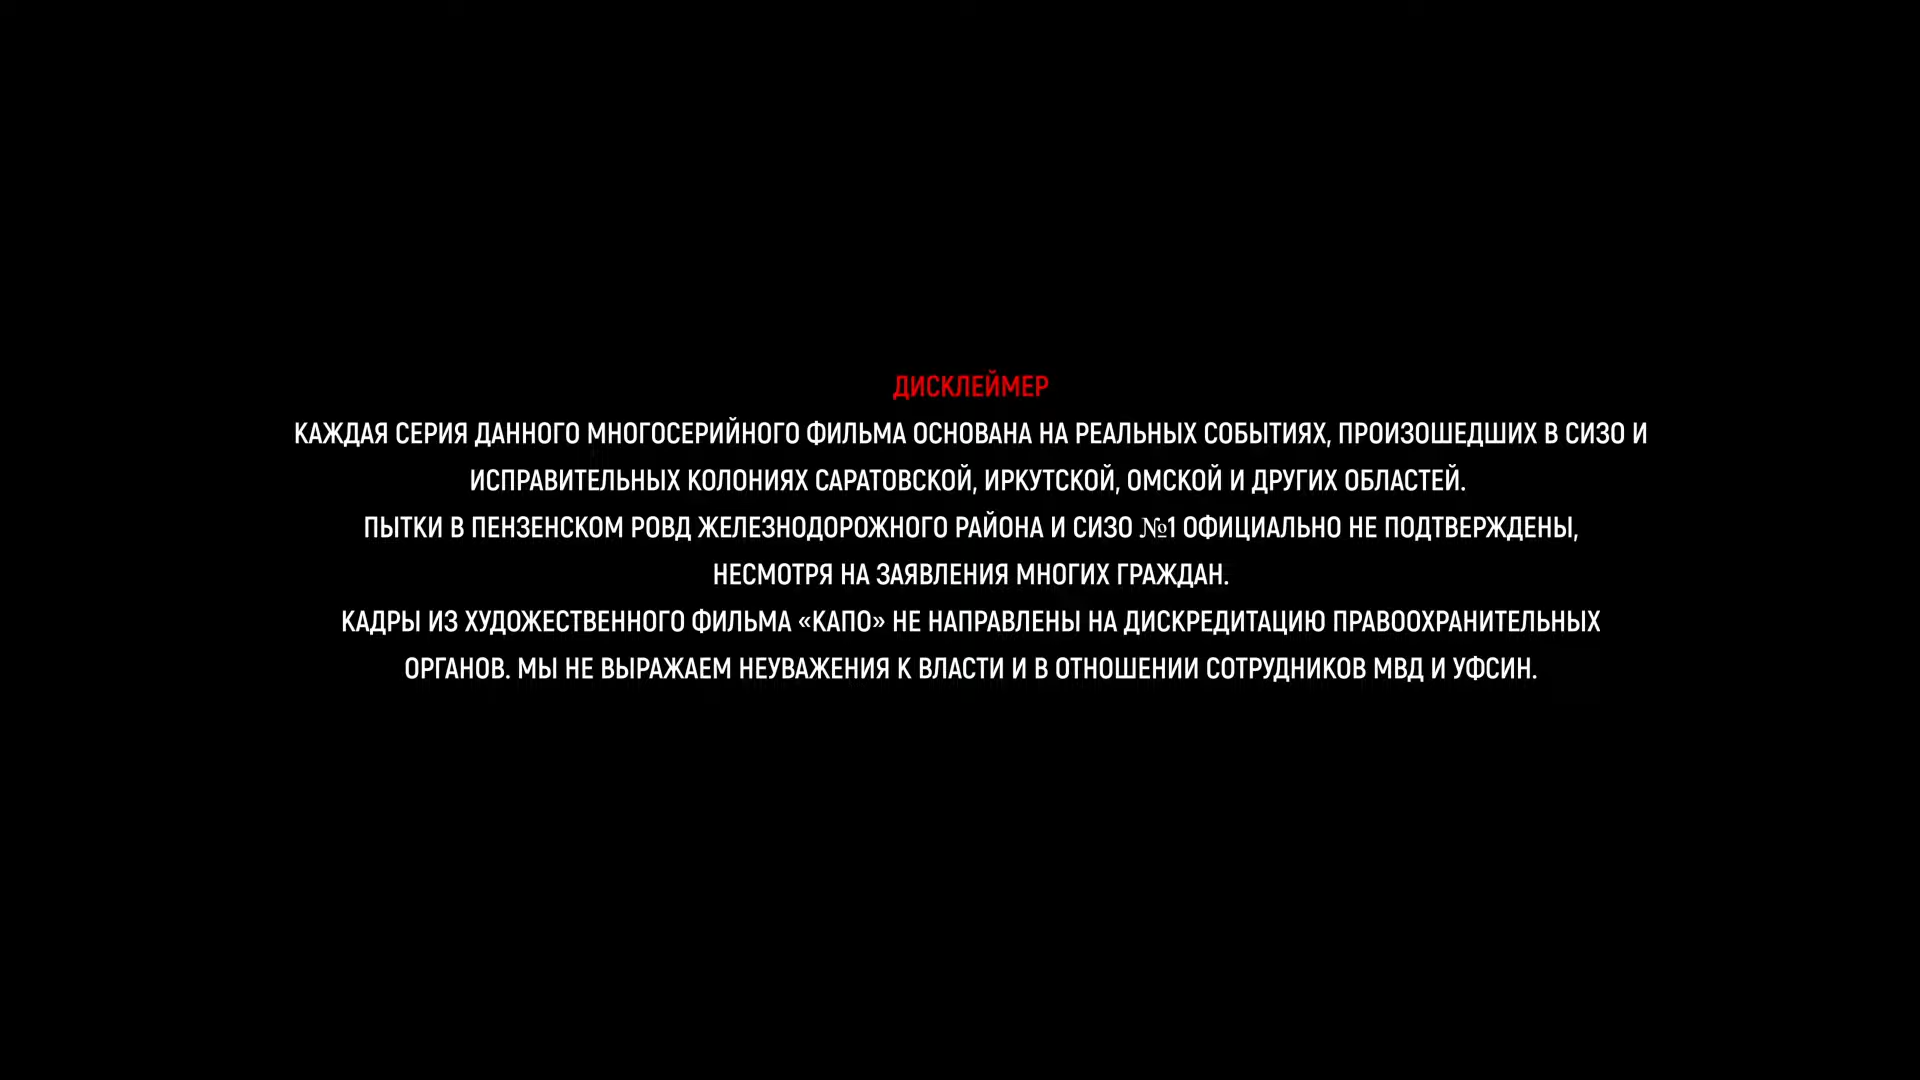 ДИСКЛЕЙМЕР
КАЖДАЯ СЕРИЯ ДАННОГО МНОГОСЕРИЙНОГО ФИЛЬМА ОСНОВАНА НА РЕАЛЬНЫХ СОБЫТИЯХ, ПРОИЗОШЕДШИХ В СИЗО И
ИСПРАВИТЕЛЬНЫХ КОЛОНИЯХ САРАТОВСКОЙ, ИРКУТСКОЙ, ОМСКОЙ И ДРУГИХ ОБЛАСТЕЙ.
ПЫТКИ В ПЕНЗЕНСКОМ РОВД ЖЕЛЕЗНОДОРОЖНОГО РАЙОНА И СИЗО №1 ОФИЦИАЛЬНО НЕ ПОДТВЕРЖДЕНЫ,
НЕСМОТРЯ НА ЗАЯВЛЕНИЯ МНОГИХ ГРАЖДАН.
КАДРЫ ИЗ ХУДОЖЕСТВЕННОГО ФИЛЬМА «КАПО» НЕ НАПРАВЛЕНЫ НА ДИСКРЕДИТАЦИЮ ПРАВООХРАНИТЕЛЬНЫХ
ОРГАНОВ. МЫ НЕ ВЫРАЖАЕМ НЕУВАЖЕНИЯ К ВЛАСТИ И В ОТНОШЕНИИ СОТРУДНИКОВ МВД И УФСИН.